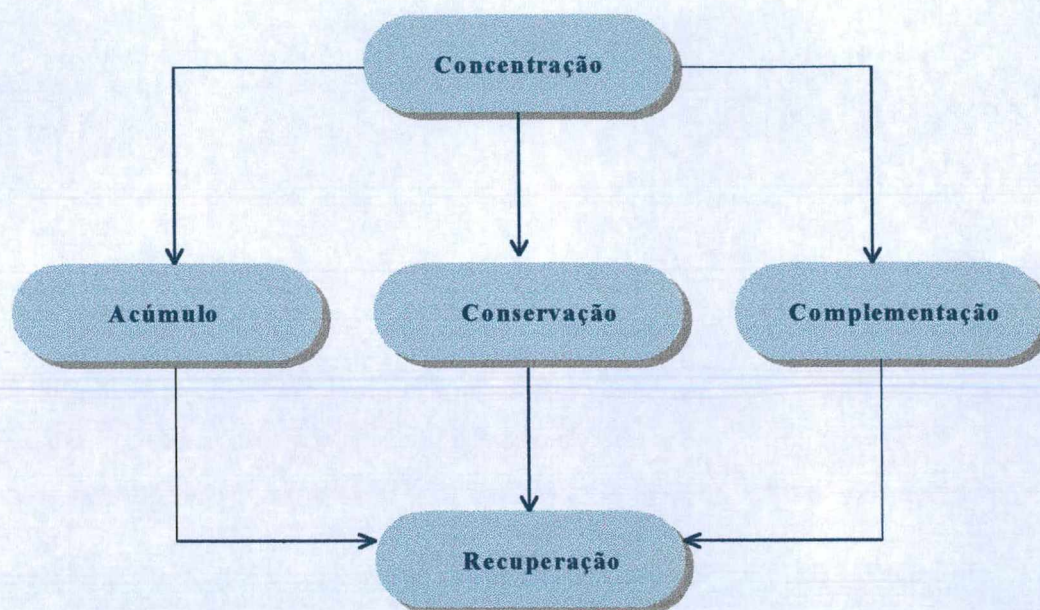 Concentração
Acúmulo
Conservação
Complementação
Recuperação